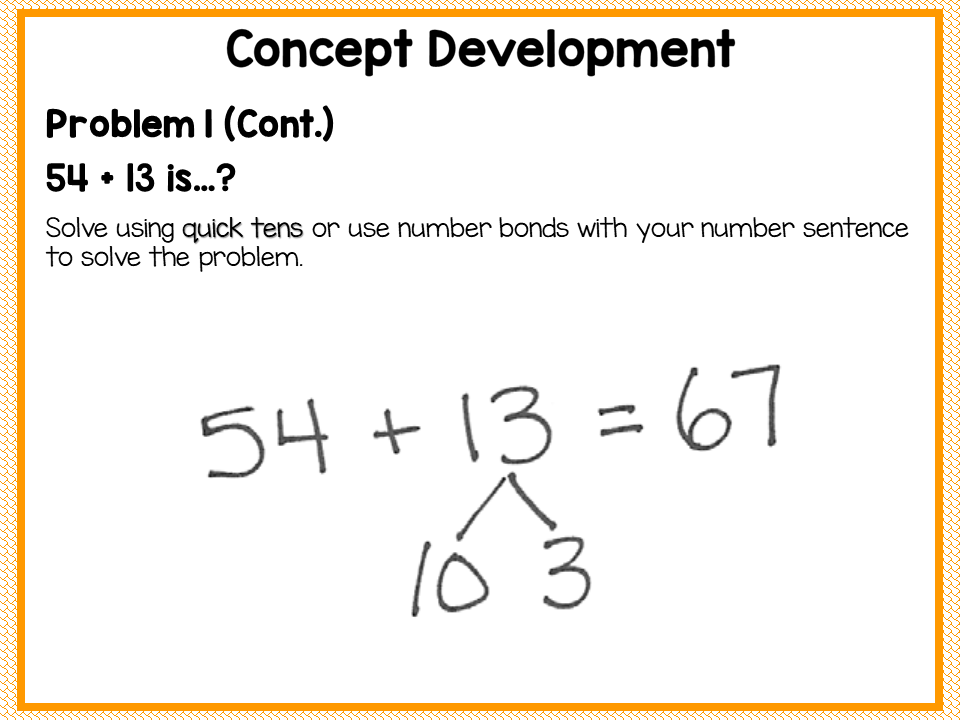 Concept Development
Problem 1 (Cont.)
54 + 13 is...?
Solve using quick tens or use number bonds with your number sentence
to solve the problem.
54 + 13 = 67
10 3